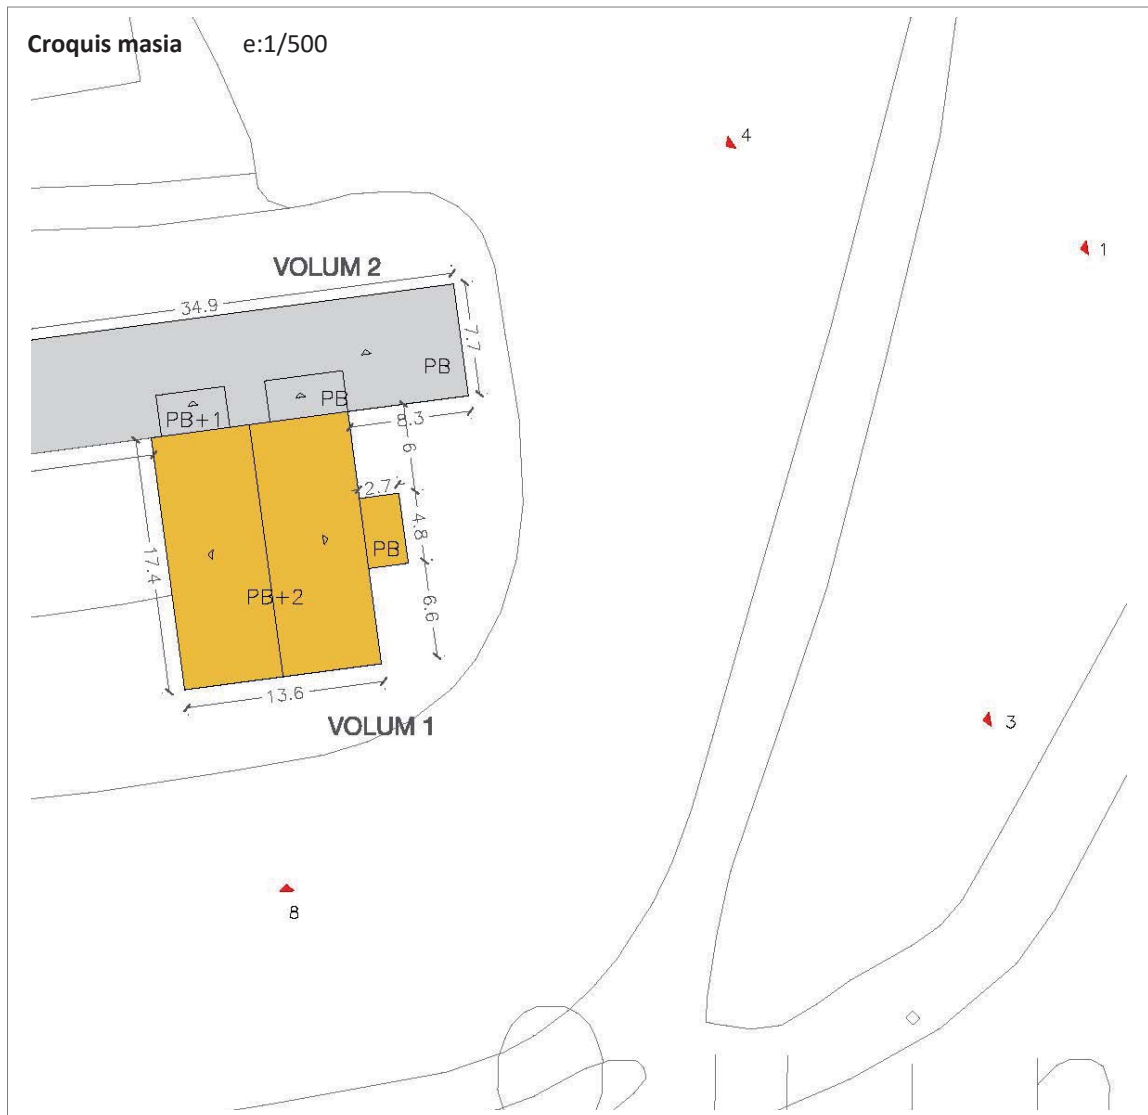 Croquis masia e:1/500
4
1
VOLUM 2
34.9
7.7
PB
PB
PB+1
8.3
6
2.7
4.8
PB
17.4
PB+2
6.6
13.6
VOLUM 1
3
8